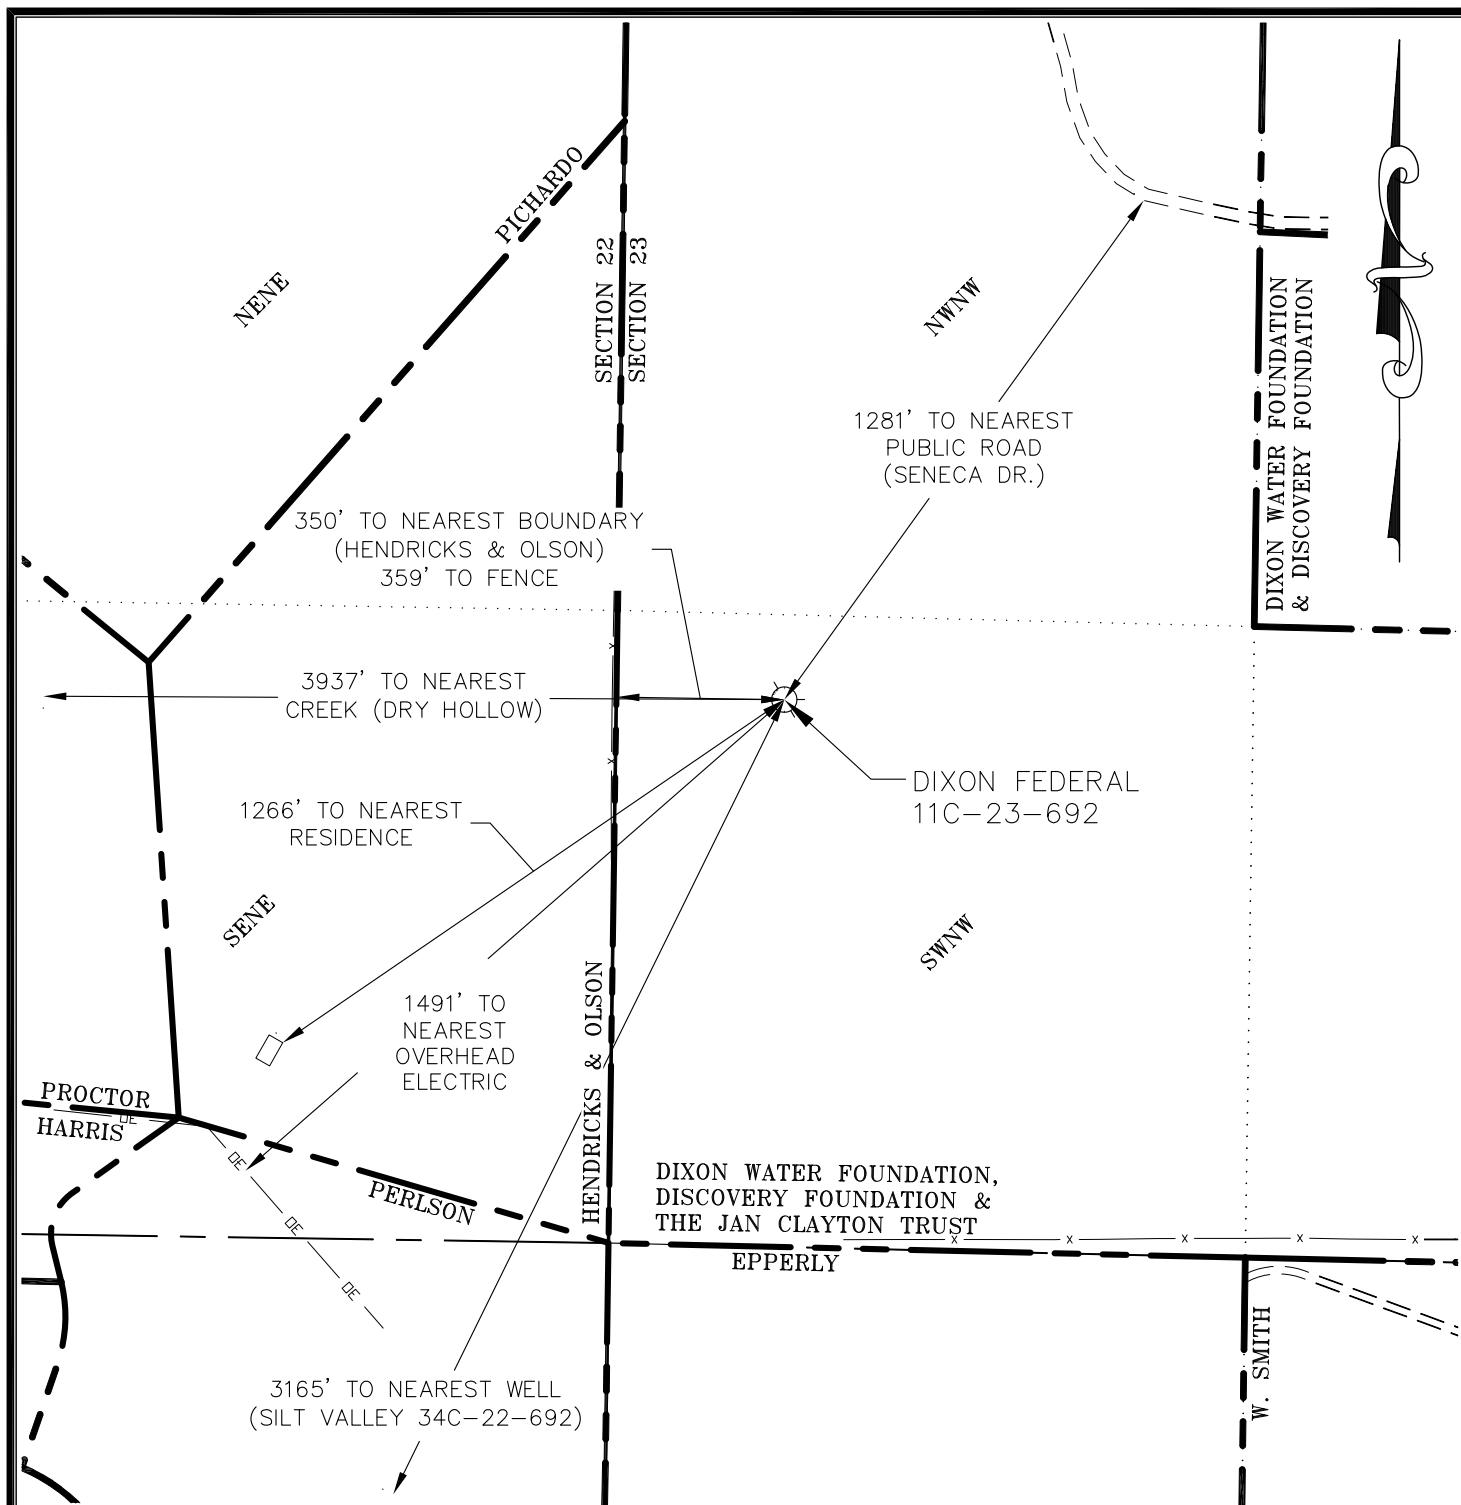 PICHARDO
NENE
SECTION 22
SECTION 23
NWNW
DIXON WATER FOUNDATION
& DISCOVERY FOUNDATION
1281' TO NEAREST
PUBLIC ROAD
(SENECA DR.)
350' TO NEAREST BOUNDARY
(HENDRICKS & OLSON)
359' TO FENCE
3937' TO NEAREST
CREEK (DRY HOLLOW)
DIXON FEDERAL
11C-23-692
1266' TO NEAREST
RESIDENCE
SENE
SWNW
1491' TO
NEAREST
OVERHEAD
ELECTRIC
HENDRICKS & OLSON
PROCTOR
OE
HARRIS
OE
PERLSON
OE
OE
DIXON WATER FOUNDATION,
DISCOVERY FOUNDATION &
THE JAN CLAYTON TRUST
X X X X X
EPPERLY
W. SMITH
3165' TO NEAREST WELL
(SILT VALLEY 34C-22-692)